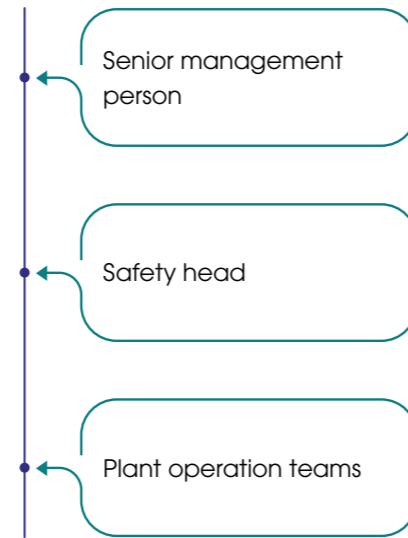 Senior management
person
Safety head
Plant operation teams